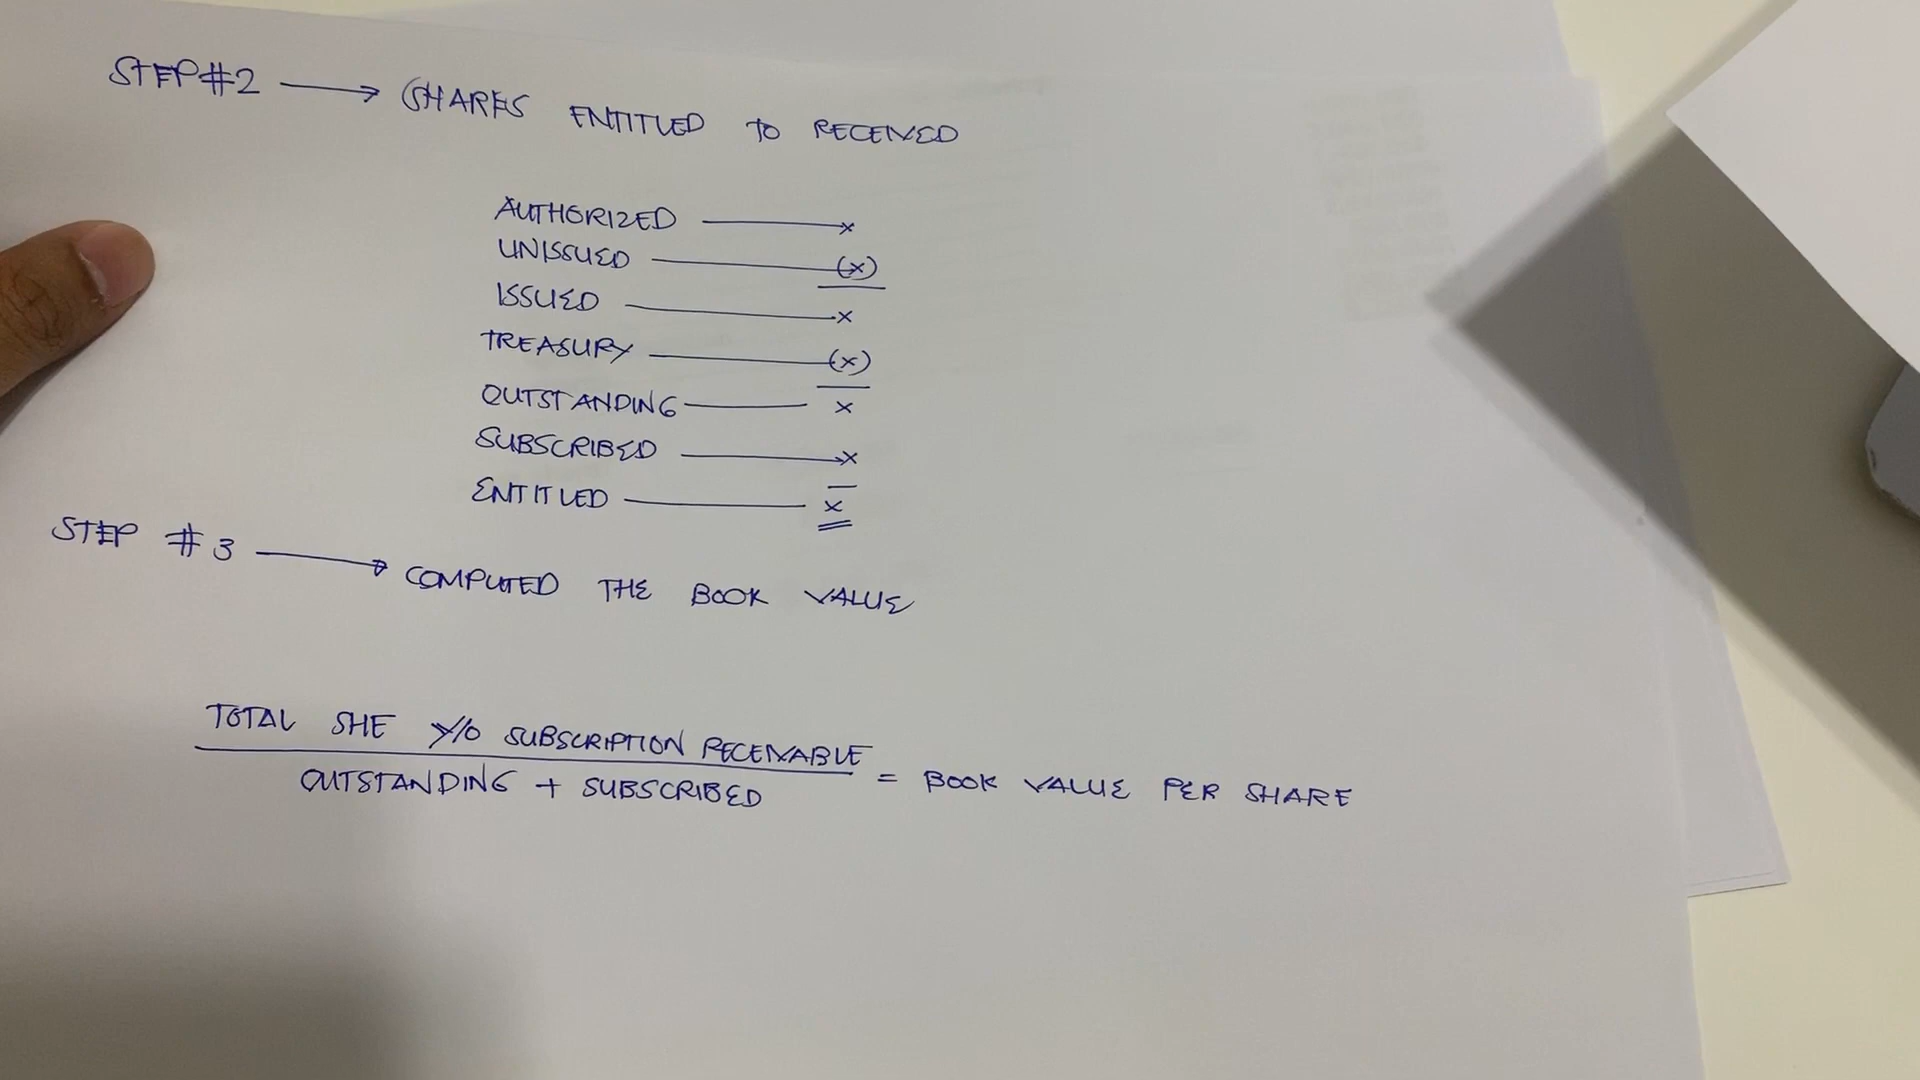 STEP #2 → SHARES ENTITLED TO RECEIVED
AUTHORIZED x
UNISSUED (x)
ISSUED x
TREASURY (x)
OUTSTANDING x
SUBSCRIBED x
ENTITLED x
STEP #3 → COMPUTED THE BOOK VALUE
TOTAL SHE Y/O SUBSCRIPTION RECEIVABLE
OUTSTANDING + SUBSCRIBED = BOOK VALUE PER SHARE